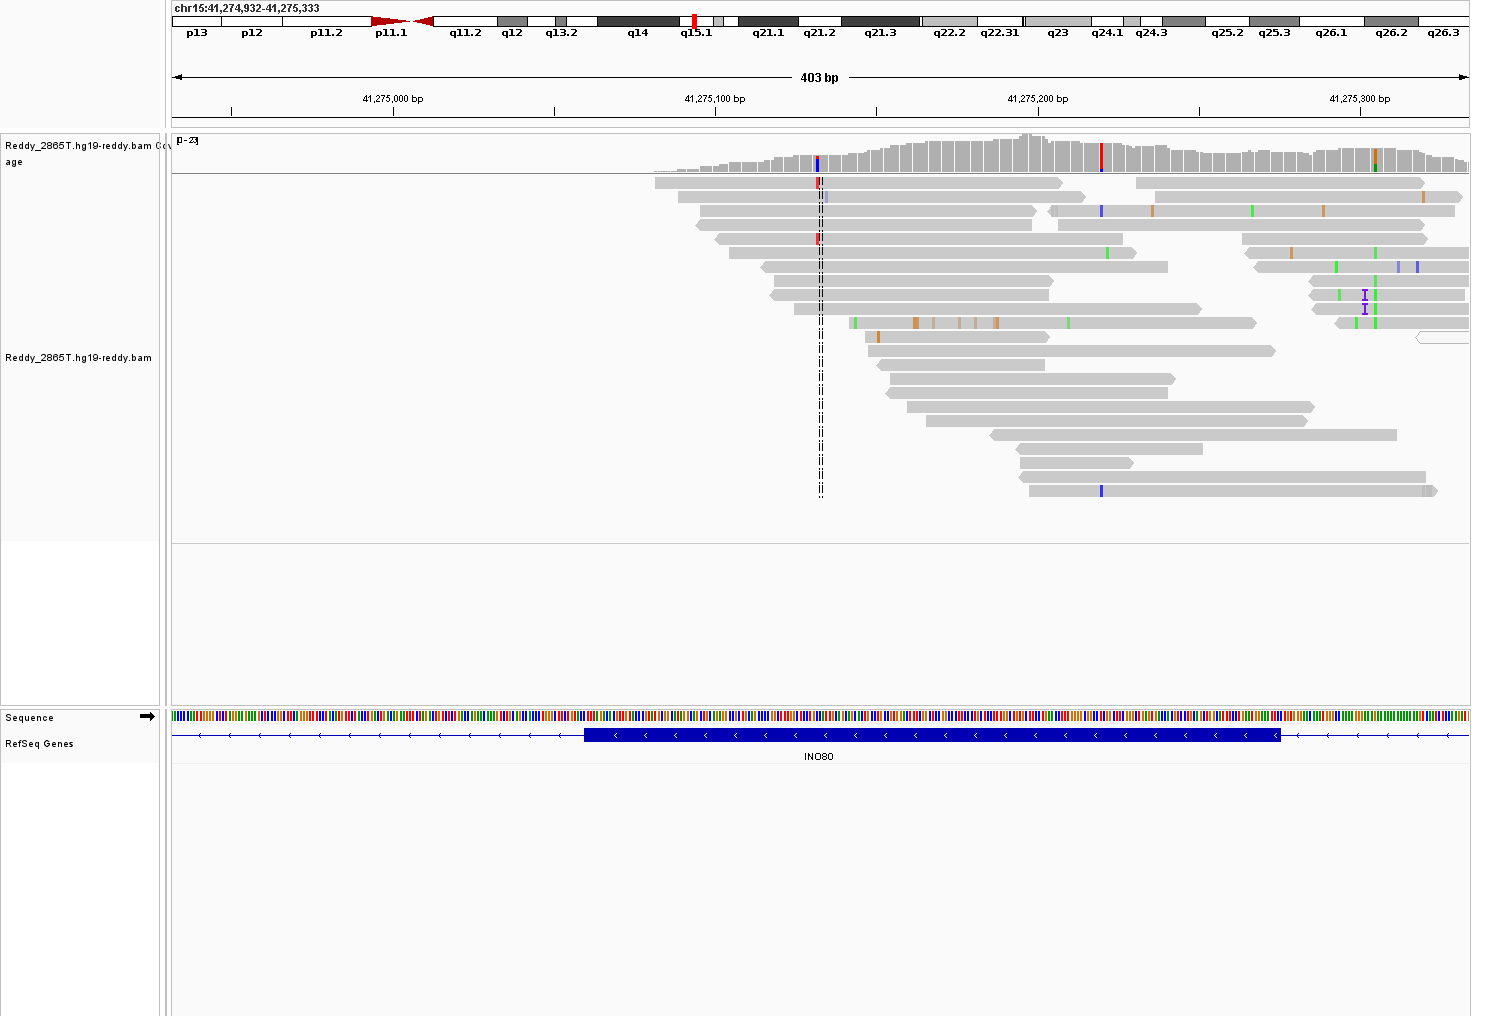 chr15:41,274,932-41,275,333
p13 p12 p11.2 p11.1 q11.2 q12 q13.2 q14 q15.1 q21.1 q21.2 q21.3 q22.2 q22.31 q23 q24.1 q24.3 q25.2 q25.3 q26.1 q26.2 q26.3
403 bp
41,275,000 bp 41,275,100 bp 41,275,200 bp 41,275,300 bp
[0 - 23]
Reddy_2865T.hg19-reddy.bam Cov
age
Reddy_2865T.hg19-reddy.bam
Sequence
RefSeq Genes
INO80